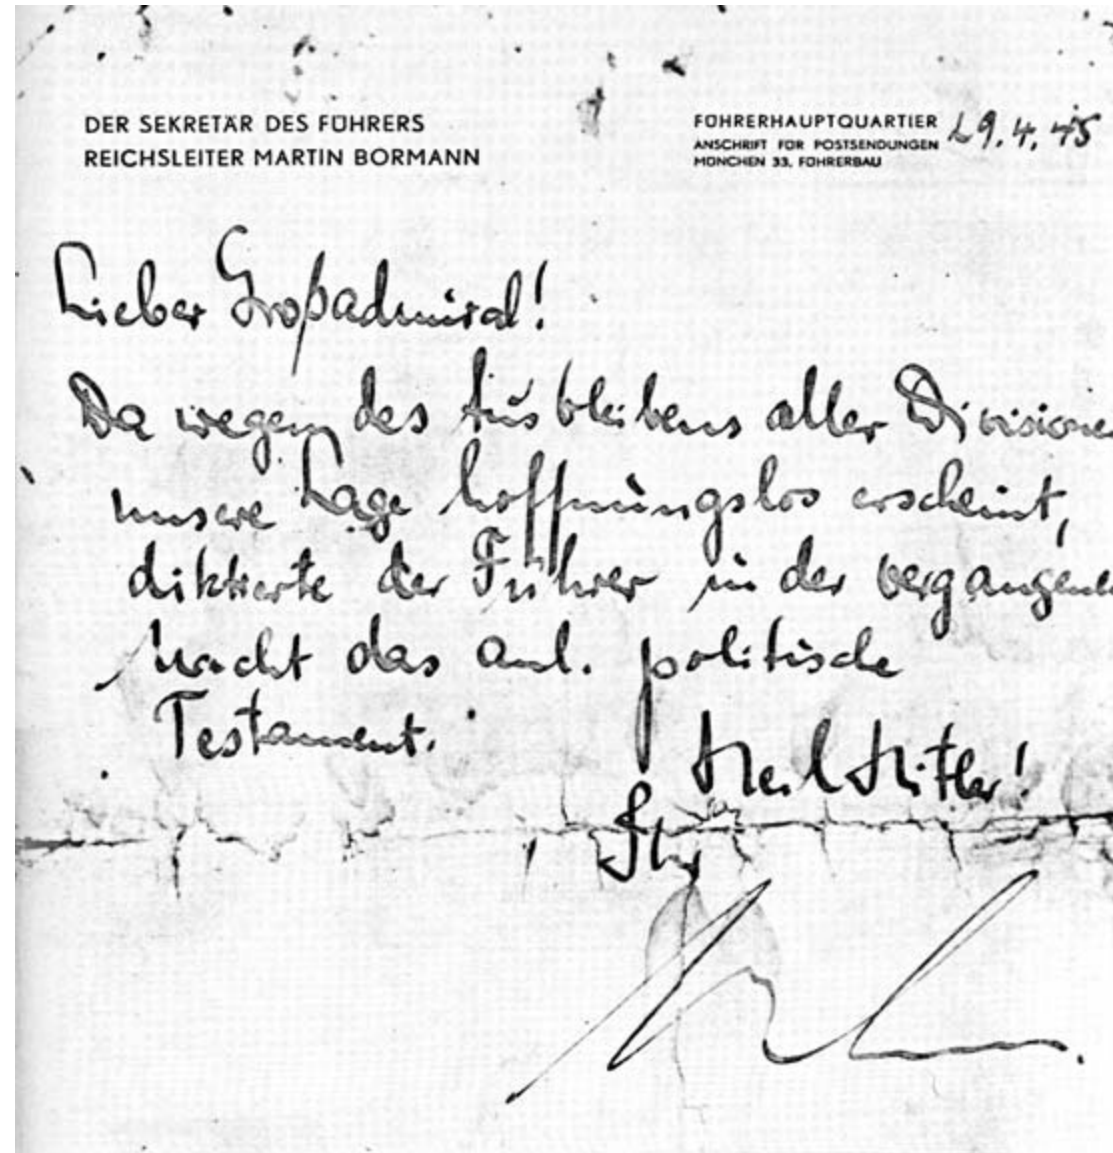 DER SEKRETÄR DES FÜHRERS
REICHSLEITER MARTIN BORMANN
FÜHRERHAUPTQUARTIER 29.4.45
ANSCHRIFT FÜR POSTSENDUNGEN
MÜNCHEN 33, FÜHRERBAU
Lieber Großadmiral!
Da wegen des Ausbleibens aller Divisionen
unsere Lage hoffnungslos erscheint,
diktierte der Führer in der vergangenen
Nacht das anl. politische
Testament.
Heil Hitler!
Ihr